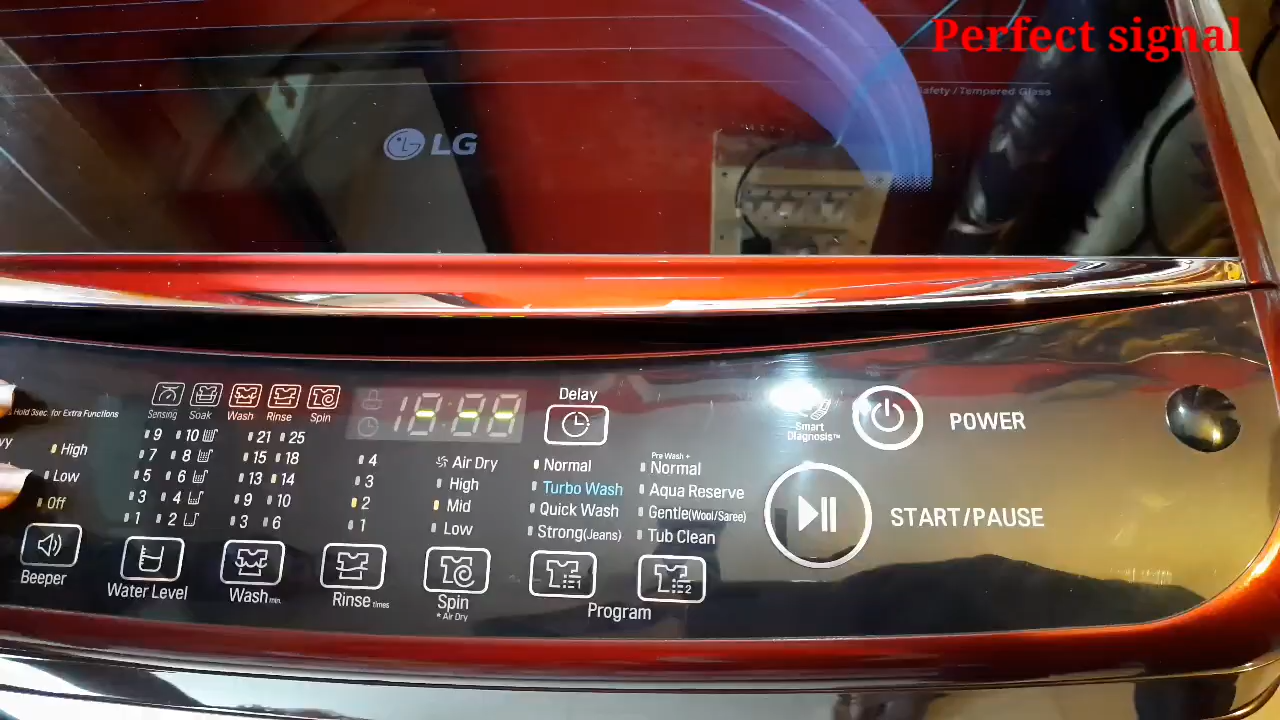 Perfect signal
Safety / Tempered Glass
LG
Hold 3sec. for Extra Functions
High
Low
Off
Beeper
Sensing Soak Wash Rinse Spin
9 10
7 8
5 6
3 4
1 2
Water Level
21 25
15 18
13 14
9 10
3 6
Wash min.
4
3
2
1
Rinse times
Air Dry
High
Mid
Low
Spin
* Air Dry
Delay
Normal
Turbo Wash
Quick Wash
Strong(Jeans)
Pre Wash +
Normal
Aqua Reserve
Gentle(Wool/Saree)
Tub Clean
1
2
Program
Smart
Diagnosis™
POWER
START/PAUSE